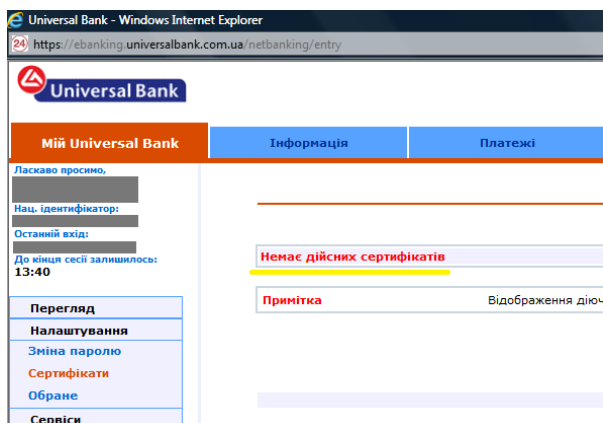 Universal Bank - Windows Internet Explorer
24 https://ebanking.universalbank.com.ua/netbanking/entry
Universal Bank
Мій Universal Bank Інформація Платежі
Ласкаво просимо,
Нац. ідентифікатор:
Останній вхід:
До кінця сесії залишилось:
13:40
Немає дійсних сертифікатів
Примітка Відображення діюч
Перегляд
Налаштування
Зміна паролю
Сертифікати
Обране
Сервіси